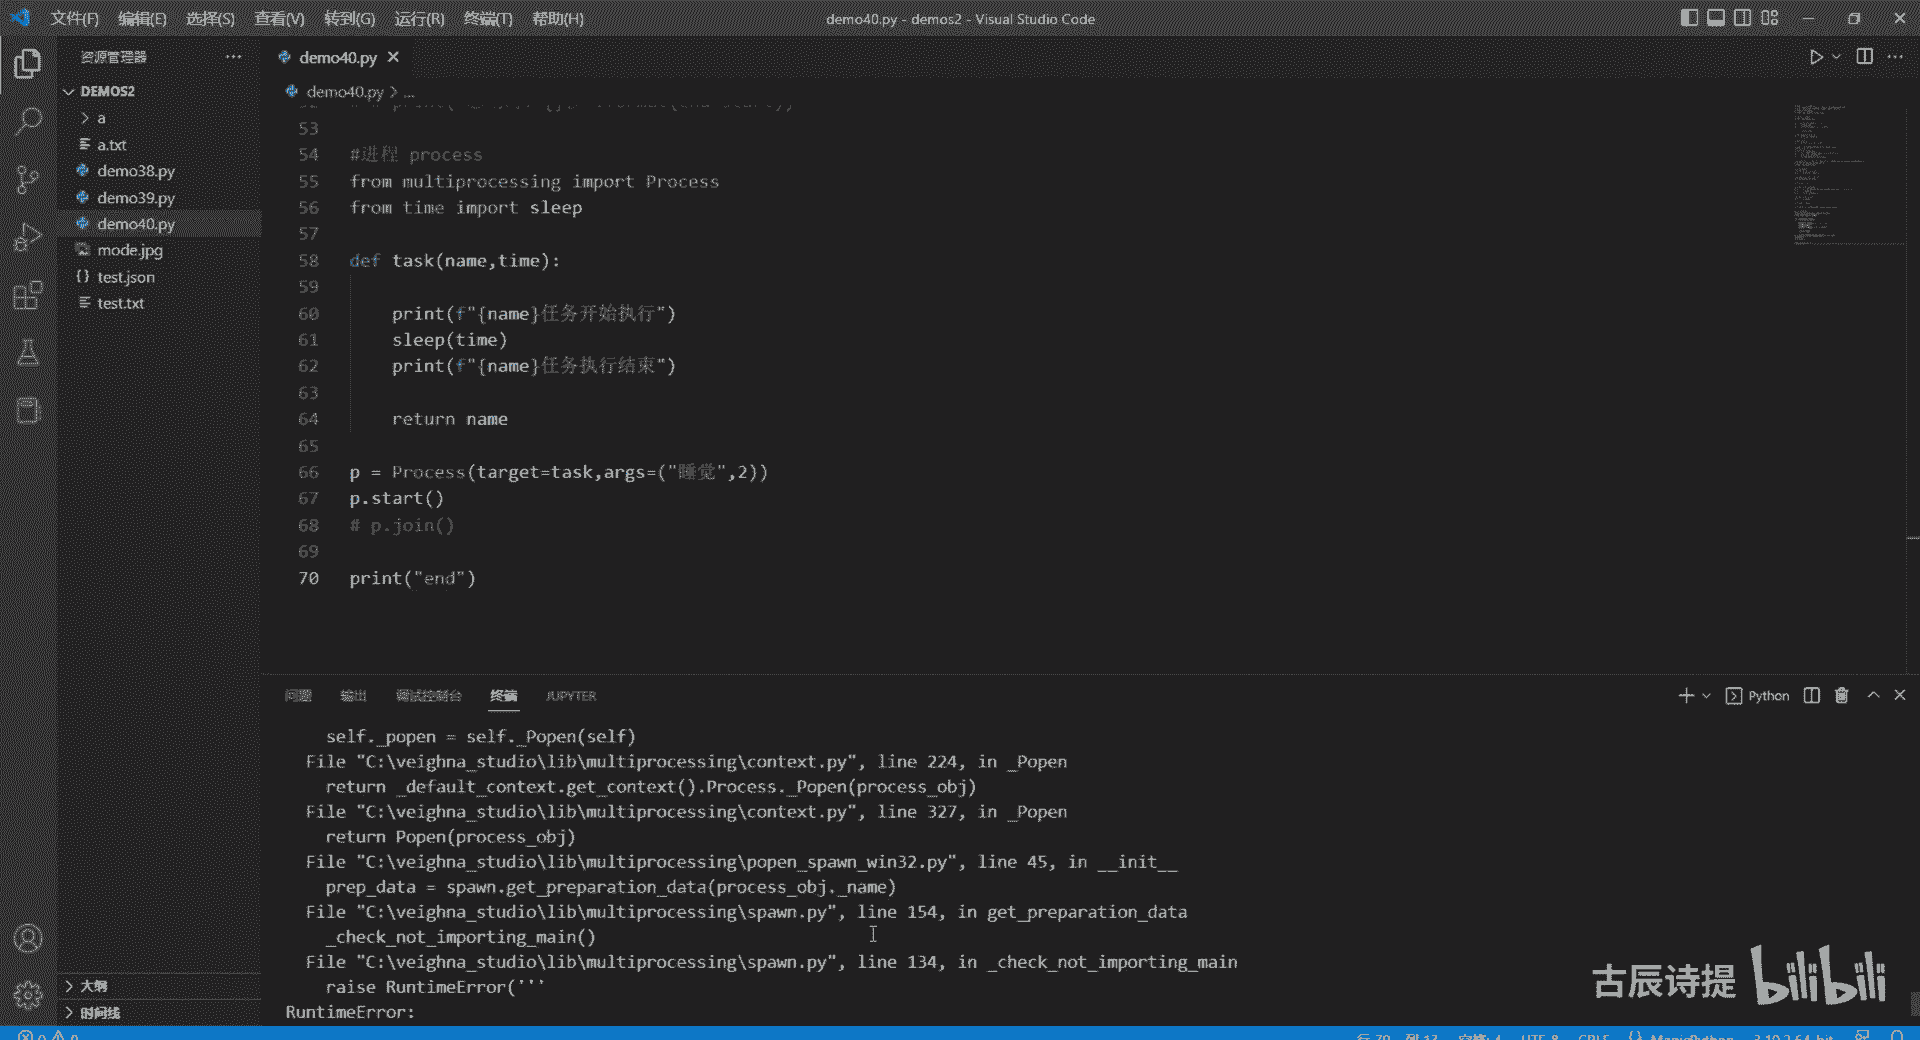 文件(F) 编辑(E) 选择(S) 查看(V) 转到(G) 运行(R) 终端(T) 帮助(H)
demo40.py - demos2 - Visual Studio Code
资源管理器
DEMOS2
a
a.txt
demo38.py
demo39.py
demo40.py
mode.jpg
test.json
test.txt
大纲
时间线
demo40.py
demo40.py > ...
53
54 #进程 process
55 from multiprocessing import Process
56 from time import sleep
57
58 def task(name,time):
59
60 print(f"{name}任务开始执行")
61 sleep(time)
62 print(f"{name}任务执行结束")
63
64 return name
65
66 p = Process(target=task,args=("睡觉",2))
67 p.start()
68 # p.join()
69
70 print("end")
问题 输出 调试控制台 终端 JUPYTER
Python
self._popen = self._Popen(self)
File "C:\veighna_studio\lib\multiprocessing\context.py", line 224, in _Popen
return _default_context.get_context().Process._Popen(process_obj)
File "C:\veighna_studio\lib\multiprocessing\context.py", line 327, in _Popen
return Popen(process_obj)
File "C:\veighna_studio\lib\multiprocessing\popen_spawn_win32.py", line 45, in __init__
prep_data = spawn.get_preparation_data(process_obj._name)
File "C:\veighna_studio\lib\multiprocessing\spawn.py", line 154, in get_preparation_data
_check_not_importing_main()
File "C:\veighna_studio\lib\multiprocessing\spawn.py", line 134, in _check_not_importing_main
raise RuntimeError('''
RuntimeError:
古辰诗提 bilibili